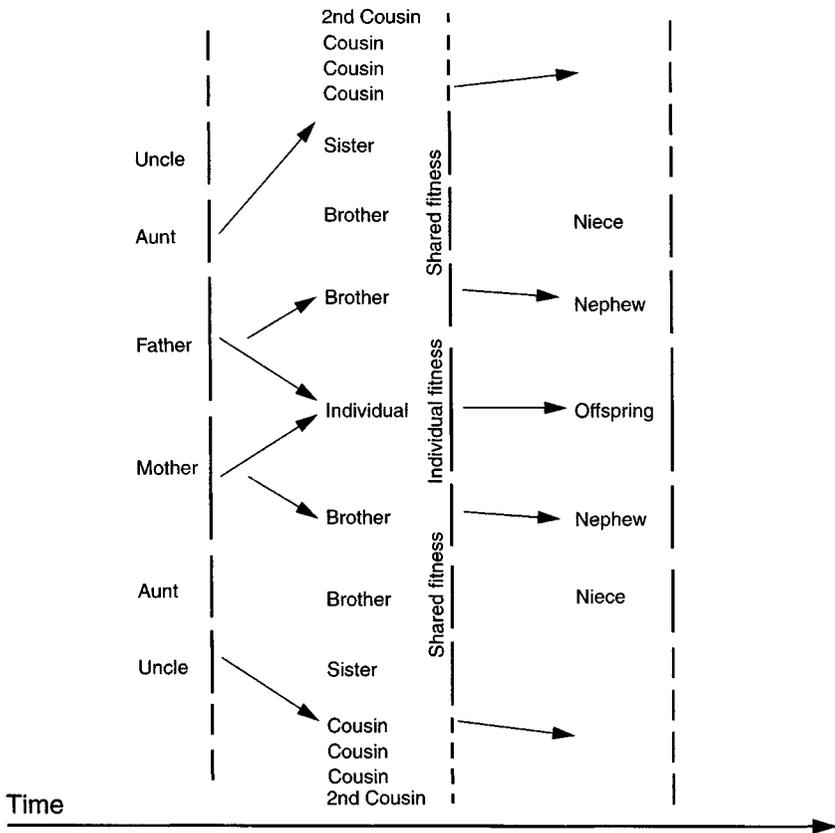 2nd Cousin
Cousin
Cousin
Cousin
Uncle
Sister
Aunt
Brother
Shared fitness
Niece
Brother
Nephew
Father
Individual
Individual fitness
Offspring
Mother
Brother
Nephew
Aunt
Brother
Shared fitness
Niece
Uncle
Sister
Cousin
Cousin
Cousin
2nd Cousin
Time